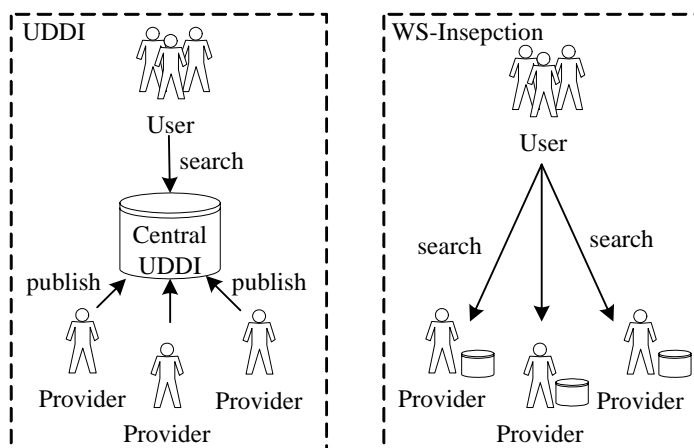 UDDI
User
search
Central
UDDI
publish
publish
Provider
Provider
Provider
WS-Insepction
User
search
search
Provider
Provider
Provider